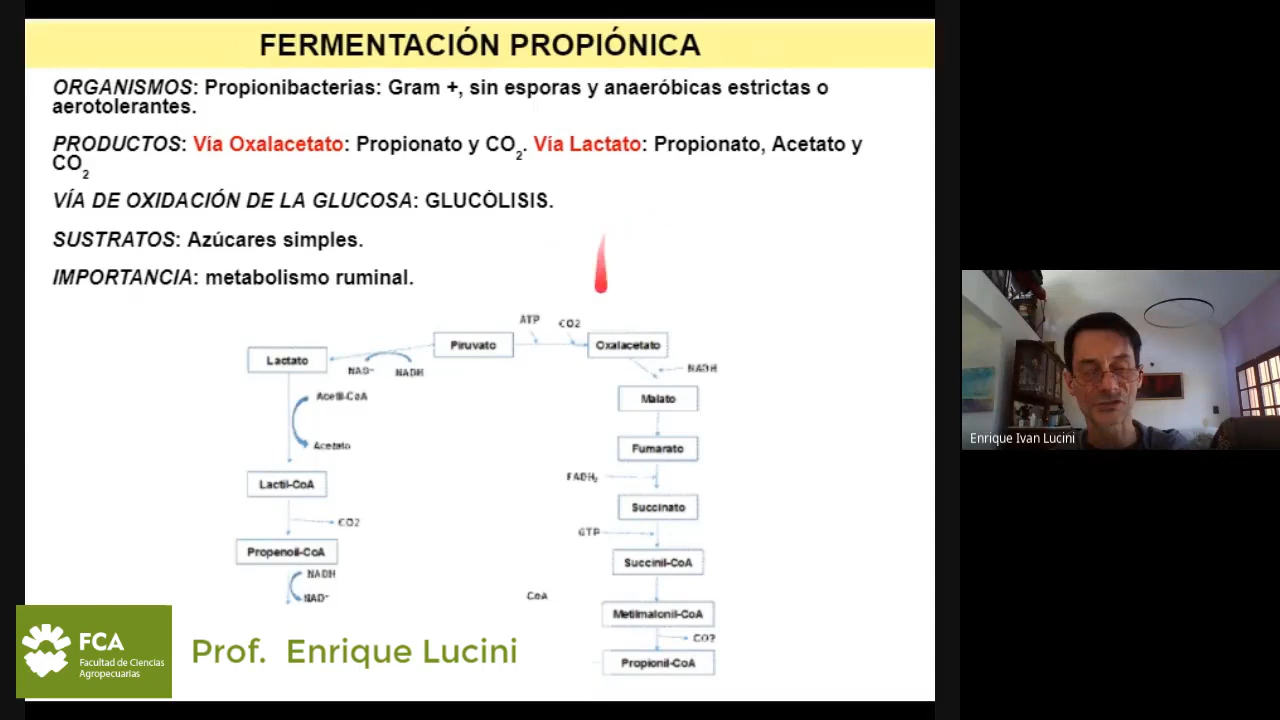 FERMENTACIÓN PROPIÓNICA
ORGANISMOS: Propionibacterias: Gram +, sin esporas y anaeróbicas estrictas o
aerotolerantes.
PRODUCTOS: Vía Oxalacetato: Propionato y CO2. Vía Lactato: Propionato, Acetato y
CO2
VÍA DE OXIDACIÓN DE LA GLUCOSA: GLUCÓLISIS.
SUSTRATOS: Azúcares simples.
IMPORTANCIA: metabolismo ruminal.
ATP
CO2
Piruvato
Oxalacetato
Lactato
NAD+
NADH
NADH
Acetil-CoA
Malato
Acetato
Fumarato
FADH2
Lactil-CoA
Succinato
CO2
GTP
Propenoil-CoA
Succinil-CoA
NADH
NAD+
CoA
Metilmalonil-CoA
CO2
Propionil-CoA
FCA
Facultad de Ciencias
Agropecuarias
Prof. Enrique Lucini
Enrique Ivan Lucini